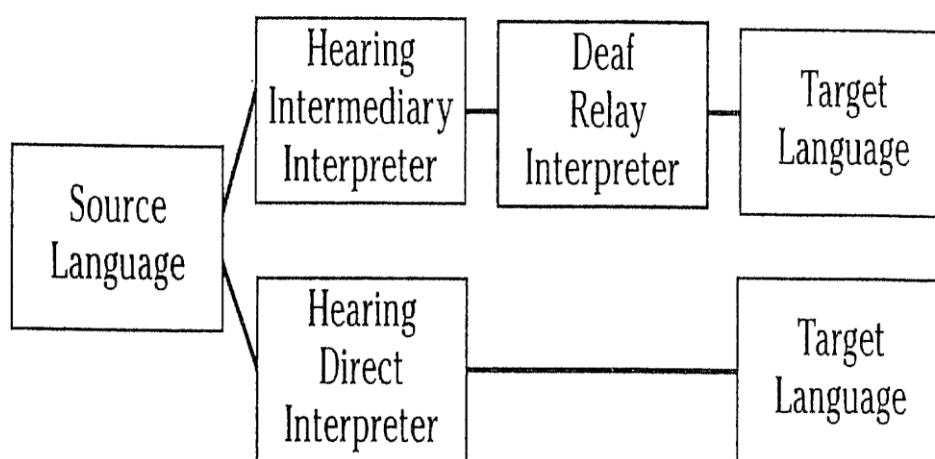 Source
Language
Hearing
Intermediary
Interpreter
Deaf
Relay
Interpreter
Target
Language
Hearing
Direct
Interpreter
Target
Language